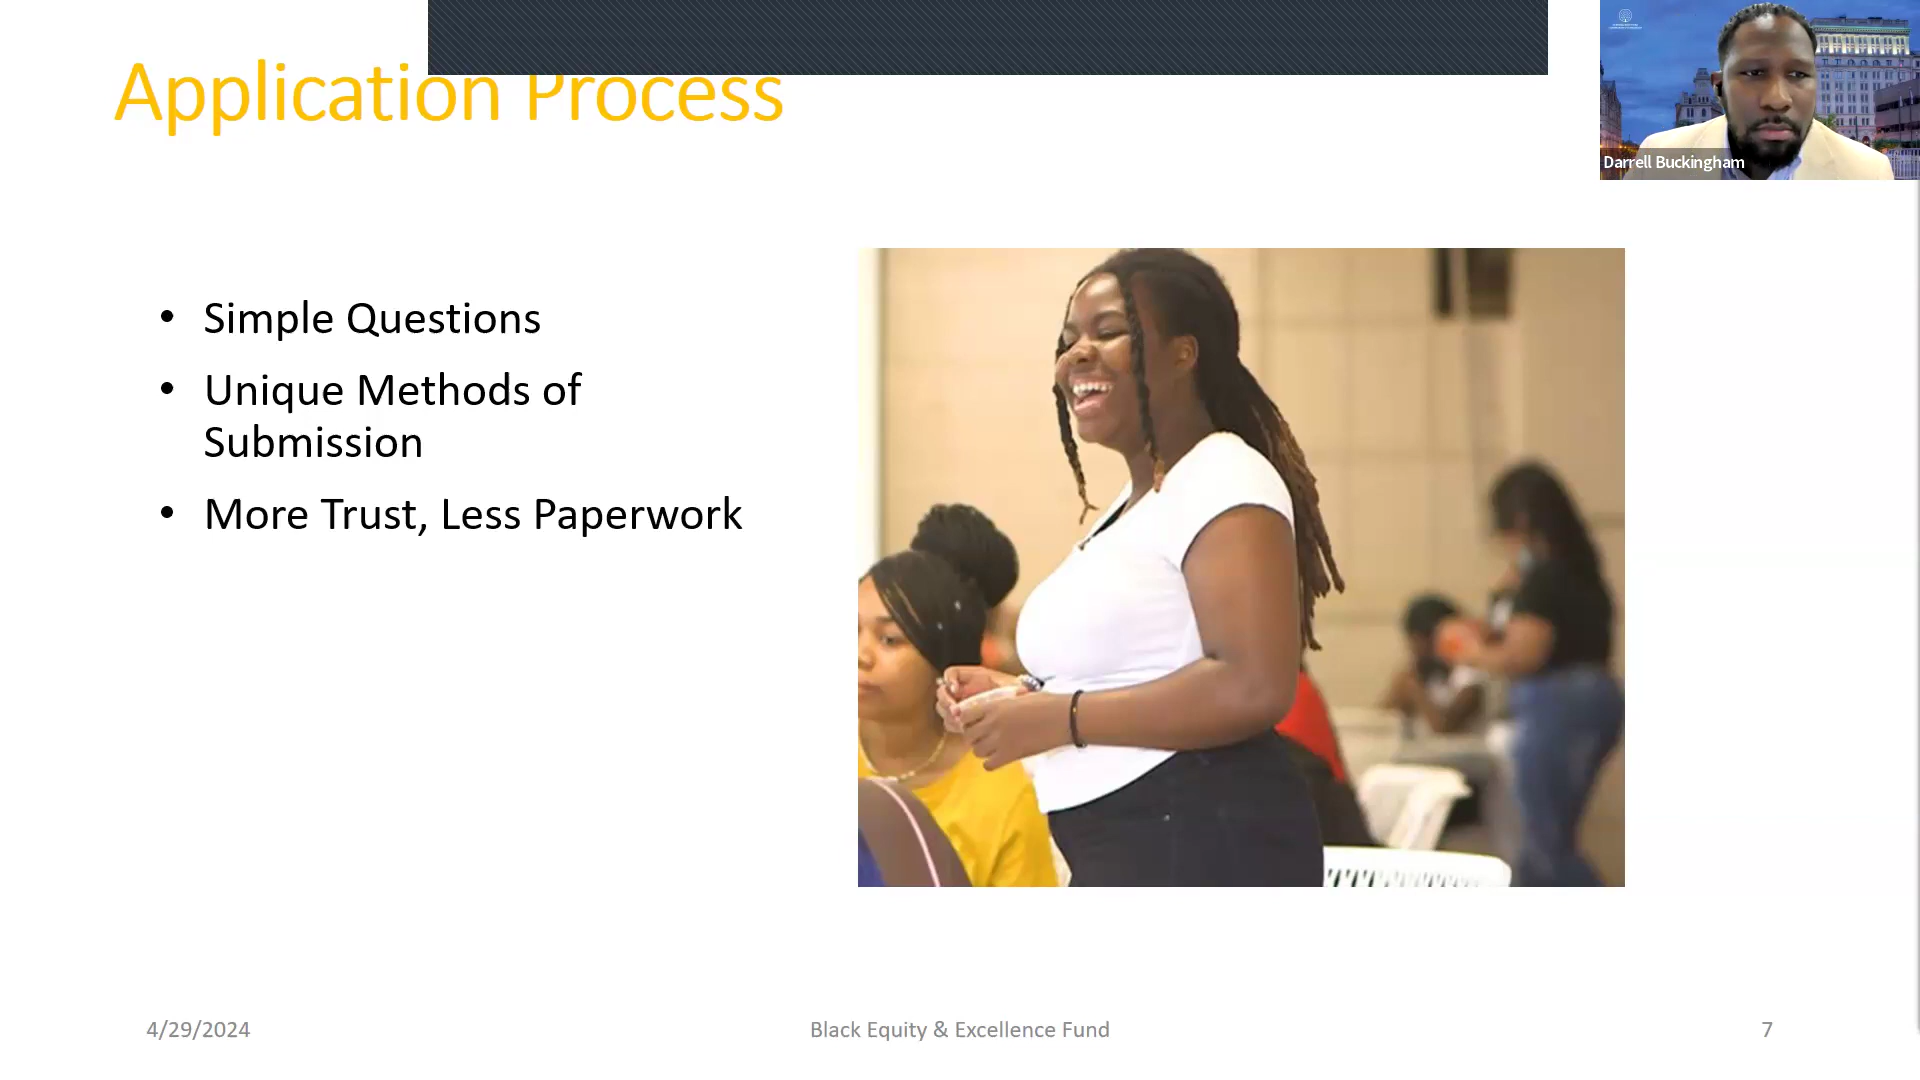 Application Process
Darrell Buckingham
• Simple Questions
• Unique Methods of
Submission
• More Trust, Less Paperwork
4/29/2024
Black Equity & Excellence Fund
7